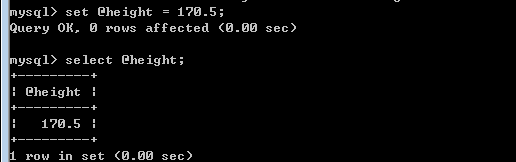 mysql> set @height = 170.5;
Query OK, 0 rows affected (0.00 sec)
mysql> select @height;
+---------+
| @height |
+---------+
|   170.5 |
+---------+
1 row in set (0.00 sec)